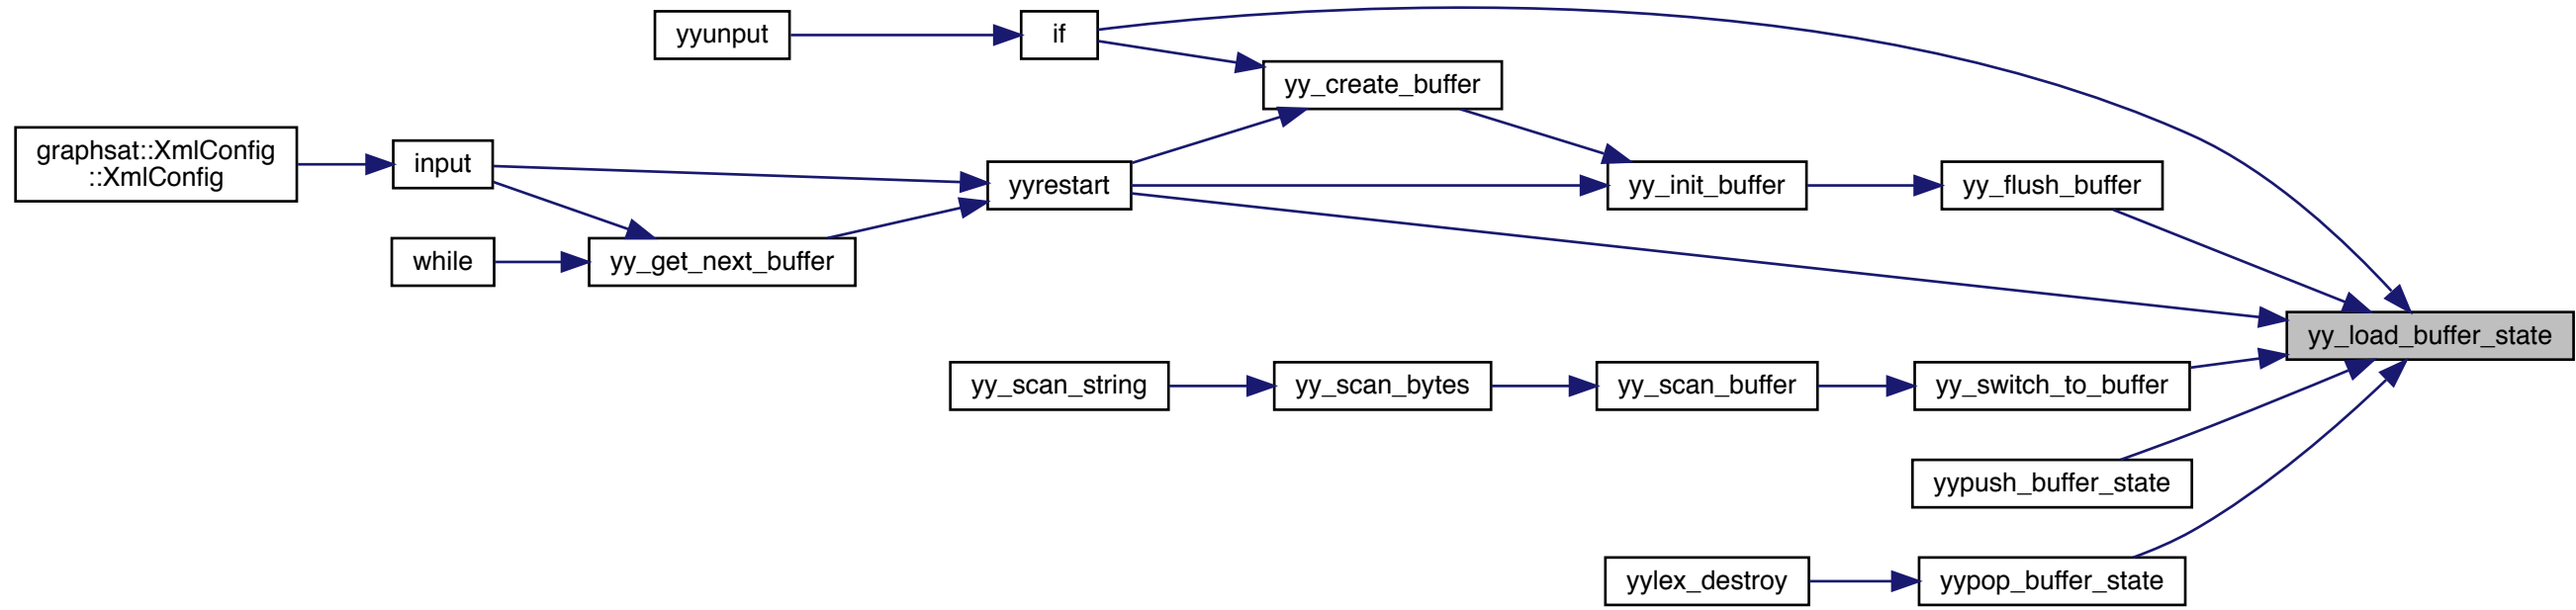 yyunput
if
yy_create_buffer
graphsat::XmlConfig
::XmlConfig
input
yyrestart
yy_init_buffer
yy_flush_buffer
while
yy_get_next_buffer
yy_load_buffer_state
yy_scan_string
yy_scan_bytes
yy_scan_buffer
yy_switch_to_buffer
yypush_buffer_state
yylex_destroy
yypop_buffer_state